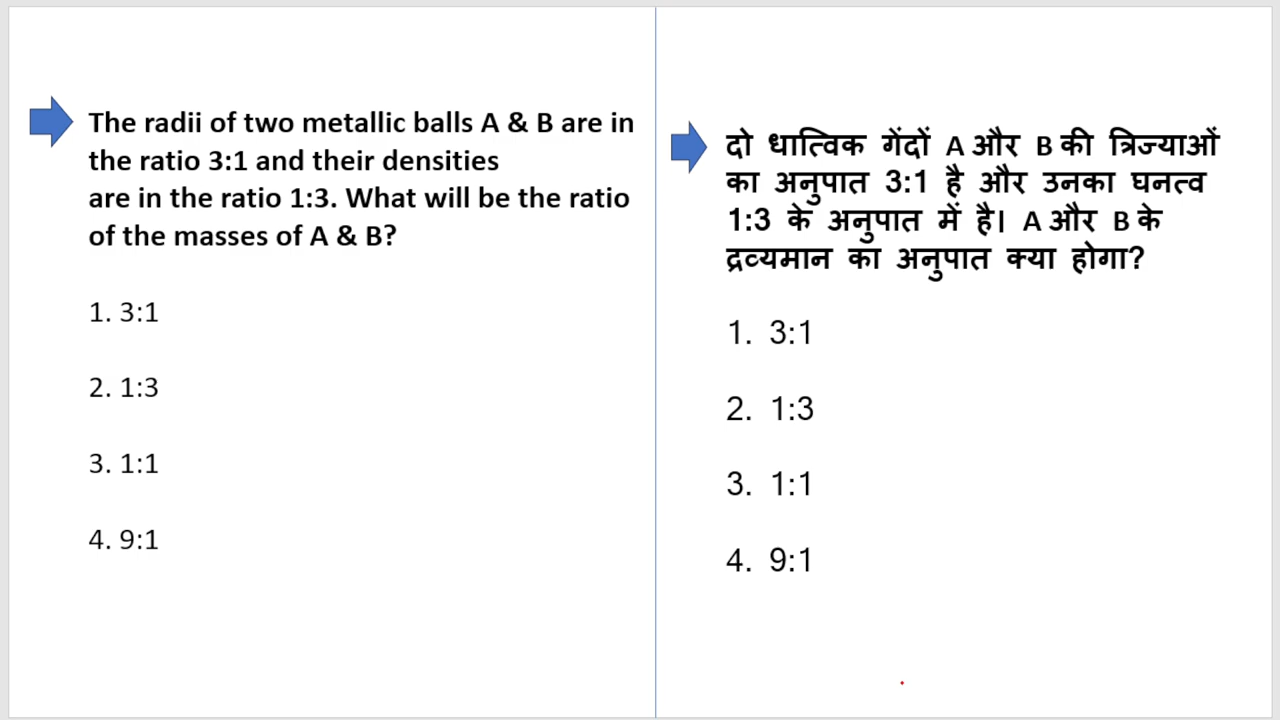 The radii of two metallic balls A & B are in
the ratio 3:1 and their densities
are in the ratio 1:3. What will be the ratio
of the masses of A & B?
1. 3:1
2. 1:3
3. 1:1
4. 9:1
दो धात्विक गेंदों A और B की त्रिज्याओं
का अनुपात 3:1 है और उनका घनत्व
1:3 के अनुपात में है। A और B के
द्रव्यमान का अनुपात क्या होगा?
1. 3:1
2. 1:3
3. 1:1
4. 9:1